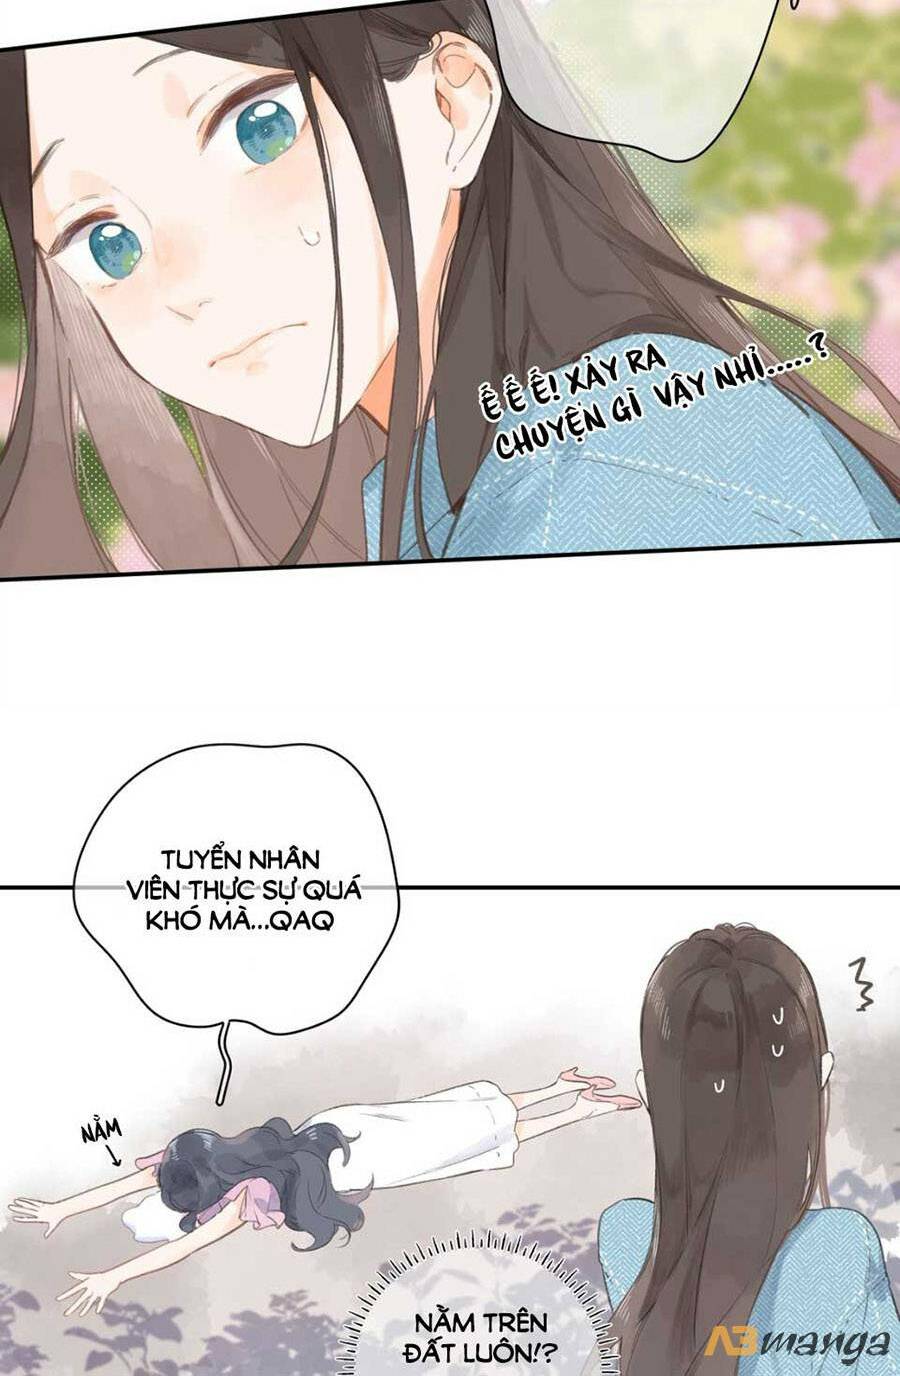 Ế Ế Ế! XẢY RA
CHUYỆN GÌ VẬY NHỈ.....?
TUYỂN NHÂN
VIÊN THỰC SỰ QUÁ
KHÓ MÀ...QAQ
NẰM
NẰM TRÊN
ĐẤT LUÔN!?
A3manga